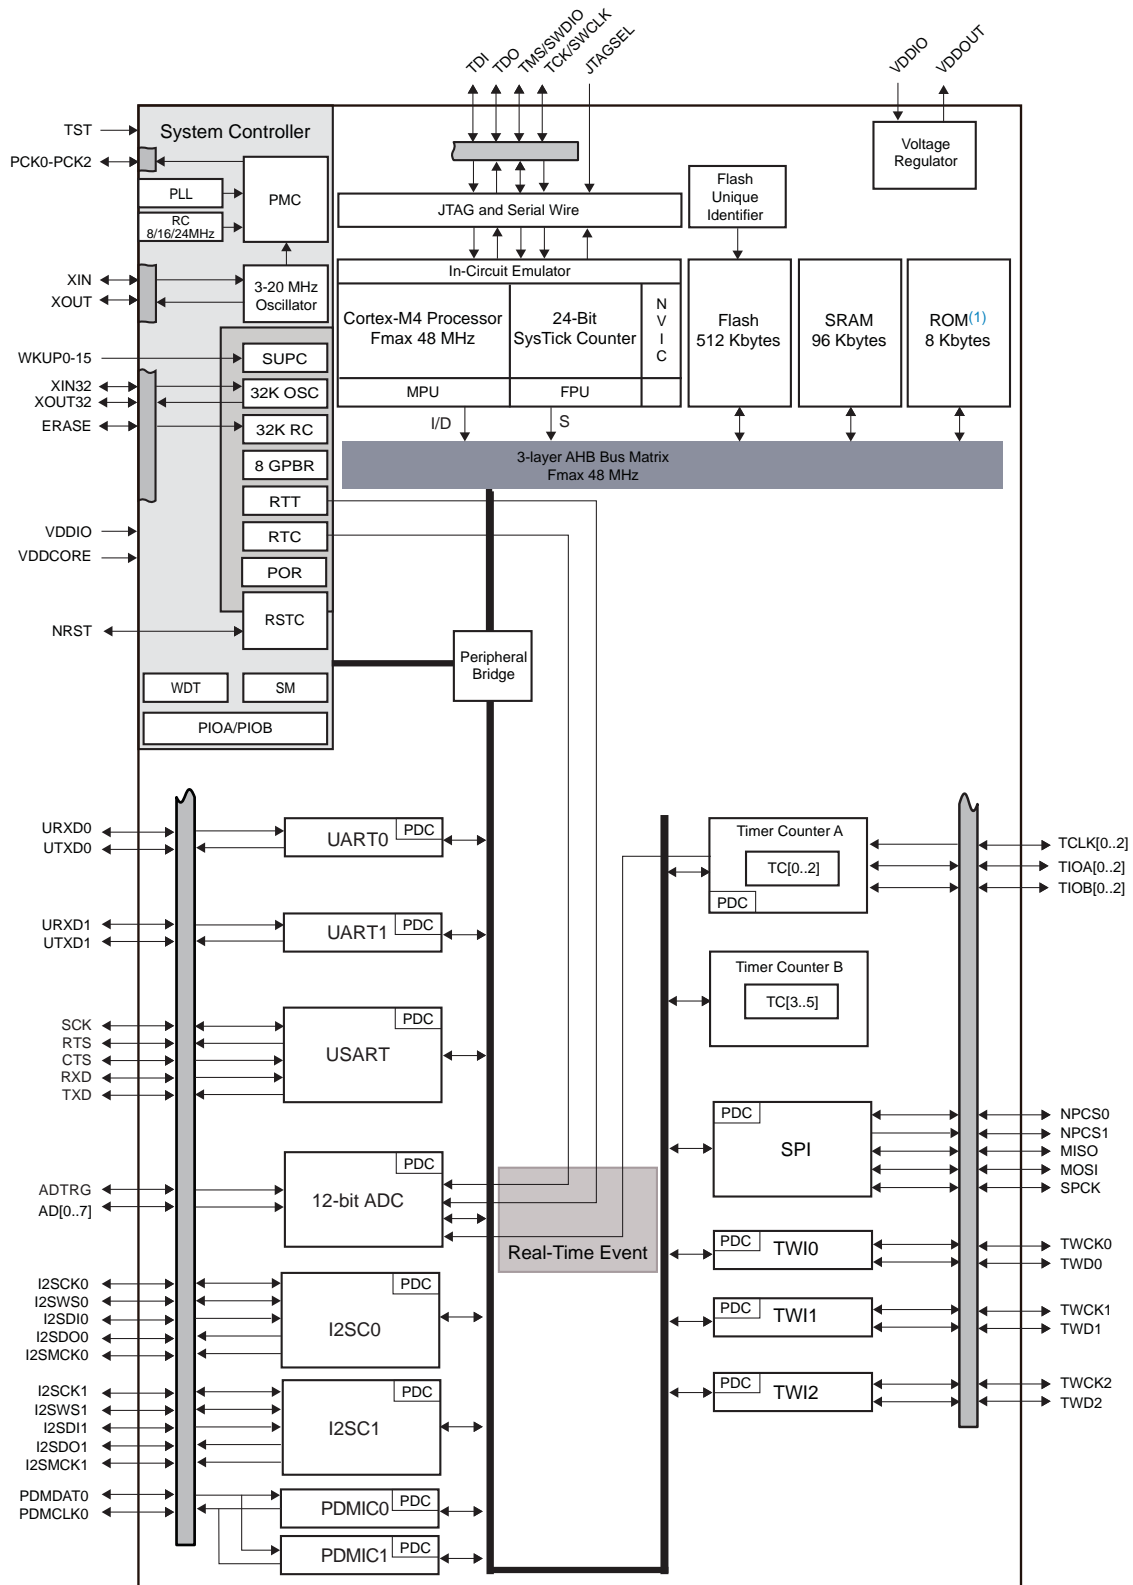 TDI
TDO
TMS/SWDIO
TCK/SWCLK
JTAGSEL
VDDIO
VDDOUT
TST
System Controller
Voltage
Regulator
PCK0-PCK2
PLL
PMC
RC
8/16/24MHz
JTAG and Serial Wire
Flash
Unique
Identifier
XIN
XOUT
3-20 MHz
Oscillator
In-Circuit Emulator
Cortex-M4 Processor
Fmax 48 MHz
24-Bit
SysTick Counter
N
V
I
C
Flash
512 Kbytes
SRAM
96 Kbytes
ROM(1)
8 Kbytes
MPU
FPU
WKUP0-15
SUPC
XIN32
XOUT32
32K OSC
ERASE
32K RC
I/D
S
8 GPBR
3-layer AHB Bus Matrix
Fmax 48 MHz
RTT
VDDIO
RTC
VDDCORE
POR
NRST
RSTC
Peripheral
Bridge
WDT
SM
PIOA/PIOB
URXD0
UTXD0
UART0
PDC
Timer Counter A
TC[0..2]
PDC
TCLK[0..2]
TIOA[0..2]
TIOB[0..2]
URXD1
UTXD1
UART1
PDC
Timer Counter B
TC[3..5]
SCK
RTS
CTS
RXD
TXD
PDC
USART
PDC
SPI
NPCS0
NPCS1
MISO
MOSI
SPCK
ADTRG
AD[0..7]
PDC
12-bit ADC
Real-Time Event
PDC
TWI0
TWCK0
TWD0
I2SCK0
I2SWS0
I2SDI0
I2SDO0
I2SMCK0
PDC
I2SC0
PDC
TWI1
TWCK1
TWD1
I2SCK1
I2SWS1
I2SDI1
I2SDO1
I2SMCK1
PDC
I2SC1
PDC
TWI2
TWCK2
TWD2
PDMDAT0
PDMCLK0
PDMIC0
PDC
PDMIC1
PDC